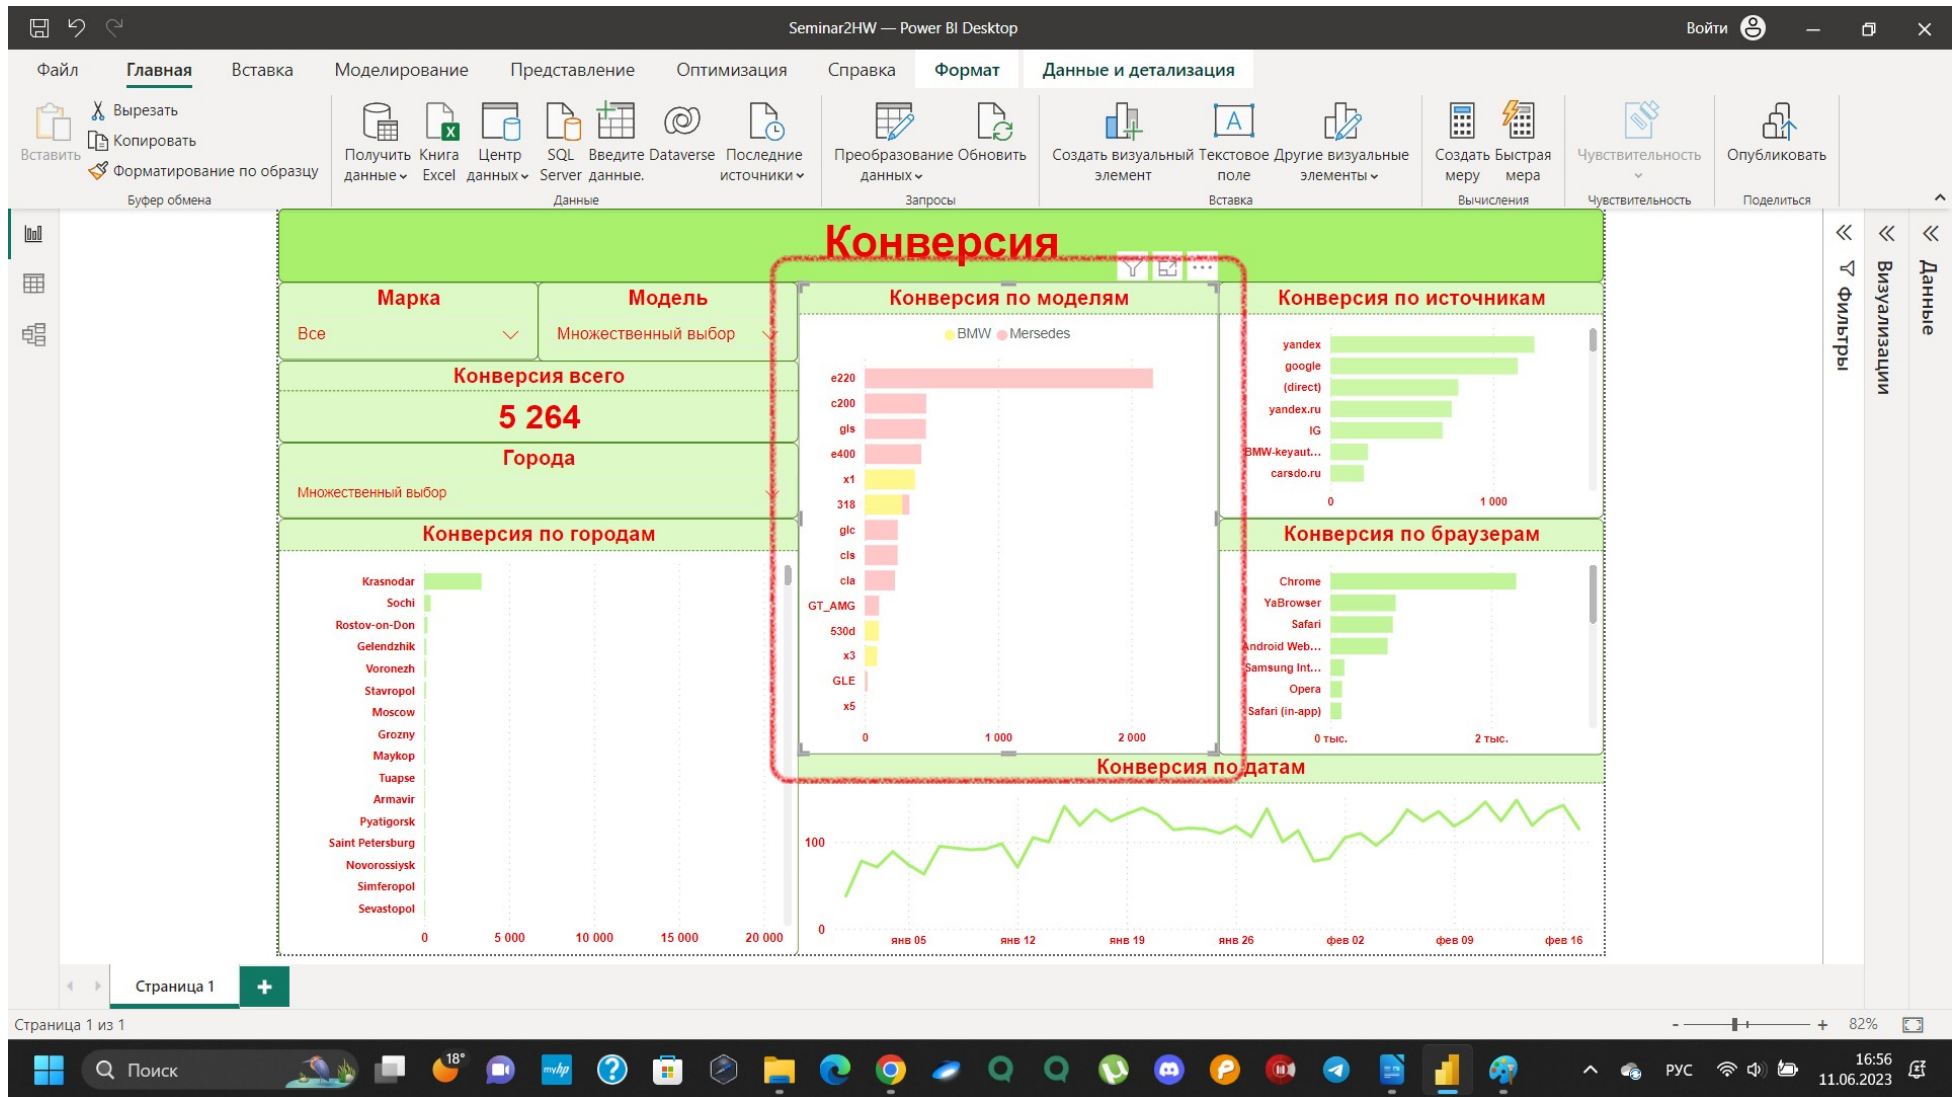 Seminar2HW — Power BI Desktop
Войти
Файл Главная Вставка Моделирование Представление Оптимизация Справка Формат Данные и детализация
Вставить
Вырезать
Копировать
Форматирование по образцу
Буфер обмена
Получить данные
Книга Excel
Центр данных
SQL Server
Введите данные.
Dataverse
Последние источники
Данные
Преобразование данных
Обновить
Запросы
Создать визуальный элемент
Текстовое поле
Другие визуальные элементы
Вставка
Создать меру
Быстрая мера
Вычисления
Чувствительность
Чувствительность
Опубликовать
Поделиться
Конверсия
Марка
Все
Модель
Множественный выбор
Конверсия всего
5 264
Города
Множественный выбор
Конверсия по городам
Krasnodar
Sochi
Rostov-on-Don
Gelendzhik
Voronezh
Stavropol
Moscow
Grozny
Maykop
Tuapse
Armavir
Pyatigorsk
Saint Petersburg
Novorossiysk
Simferopol
Sevastopol
0 5 000 10 000 15 000 20 000
Конверсия по моделям
BMW Mersedes
e220
c200
gls
e400
x1
318
glc
cls
cla
GT_AMG
530d
x3
GLE
x5
0 1 000 2 000
Конверсия по источникам
yandex
google
(direct)
yandex.ru
IG
BMW-keyaut...
carsdo.ru
0 1 000
Конверсия по браузерам
Chrome
YaBrowser
Safari
Android Web...
Samsung Int...
Opera
Safari (in-app)
0 тыс. 2 тыс.
Конверсия по датам
100
0
янв 05 янв 12 янв 19 янв 26 фев 02 фев 09 фев 16
Фильтры
Визуализации
Данные
Страница 1
Страница 1 из 1
82%
Поиск
18°
myhp
РУС
16:56
11.06.2023